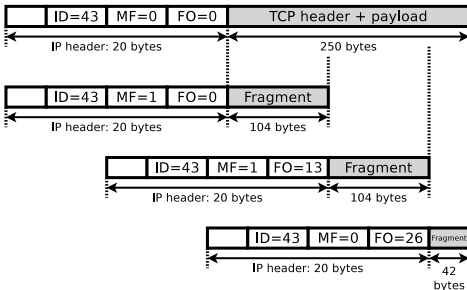 ID=43 MF=0 FO=0 TCP header + payload
IP header: 20 bytes 250 bytes
ID=43 MF=1 FO=0 Fragment
IP header: 20 bytes 104 bytes
ID=43 MF=1 FO=13 Fragment
IP header: 20 bytes 104 bytes
ID=43 MF=0 FO=26 Fragment
IP header: 20 bytes 42
bytes